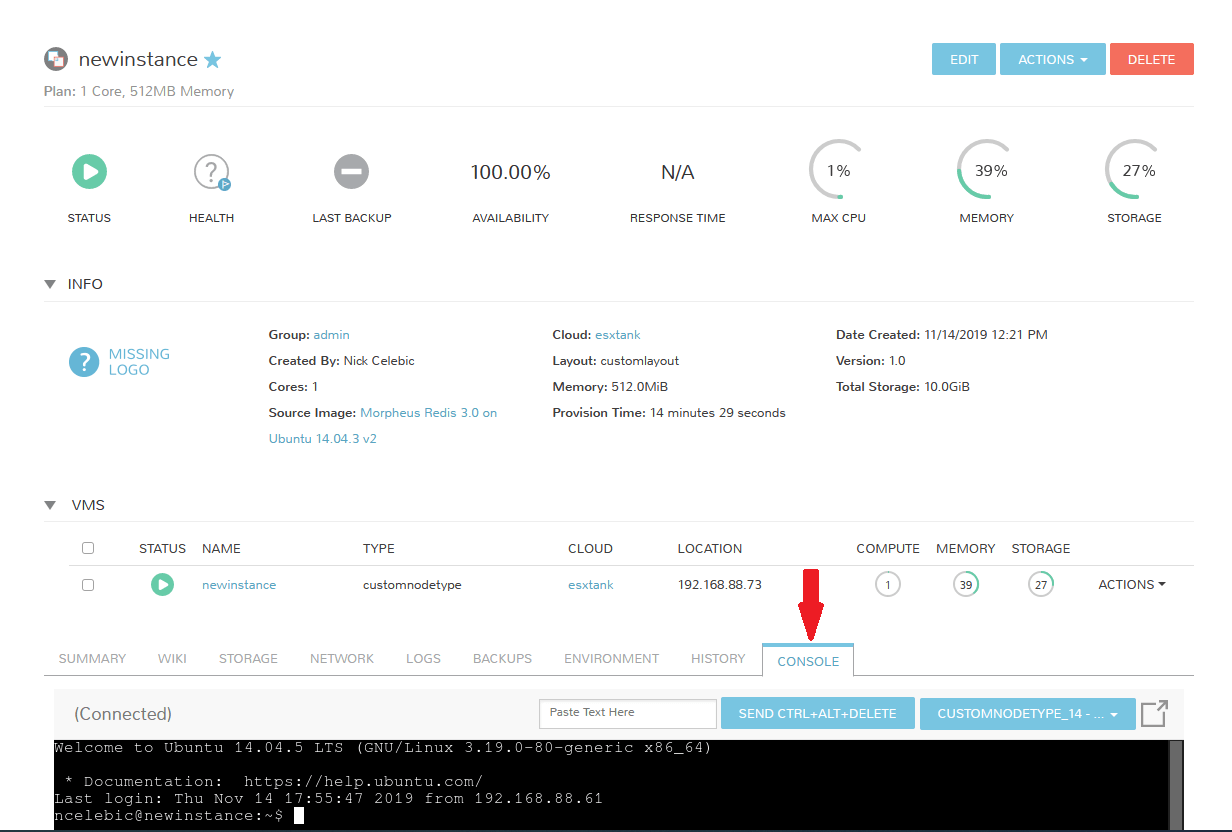 newinstance
EDIT
ACTIONS
DELETE
Plan: 1 Core, 512MB Memory
?
100.00%
N/A
1%
39%
27%
STATUS
HEALTH
LAST BACKUP
AVAILABILITY
RESPONSE TIME
MAX CPU
MEMORY
STORAGE
INFO
? MISSING
LOGO
Group: admin
Created By: Nick Celebic
Cores: 1
Source Image: Morpheus Redis 3.0 on
Ubuntu 14.04.3 v2
Cloud: esxtank
Layout: customlayout
Memory: 512.0MiB
Provision Time: 14 minutes 29 seconds
Date Created: 11/14/2019 12:21 PM
Version: 1.0
Total Storage: 10.0GiB
VMS
STATUS NAME TYPE CLOUD LOCATION COMPUTE MEMORY STORAGE
newinstance customnodetype esxtank 192.168.88.73 1 39 27 ACTIONS
SUMMARY WIKI STORAGE NETWORK LOGS BACKUPS ENVIRONMENT HISTORY CONSOLE
(Connected)
Paste Text Here
SEND CTRL+ALT+DELETE
CUSTOMNODETYPE_14 - ...
Welcome to Ubuntu 14.04.5 LTS (GNU/Linux 3.19.0-80-generic x86_64)
* Documentation: https://help.ubuntu.com/
Last login: Thu Nov 14 17:55:47 2019 from 192.168.88.61
ncelebic@newinstance:~$